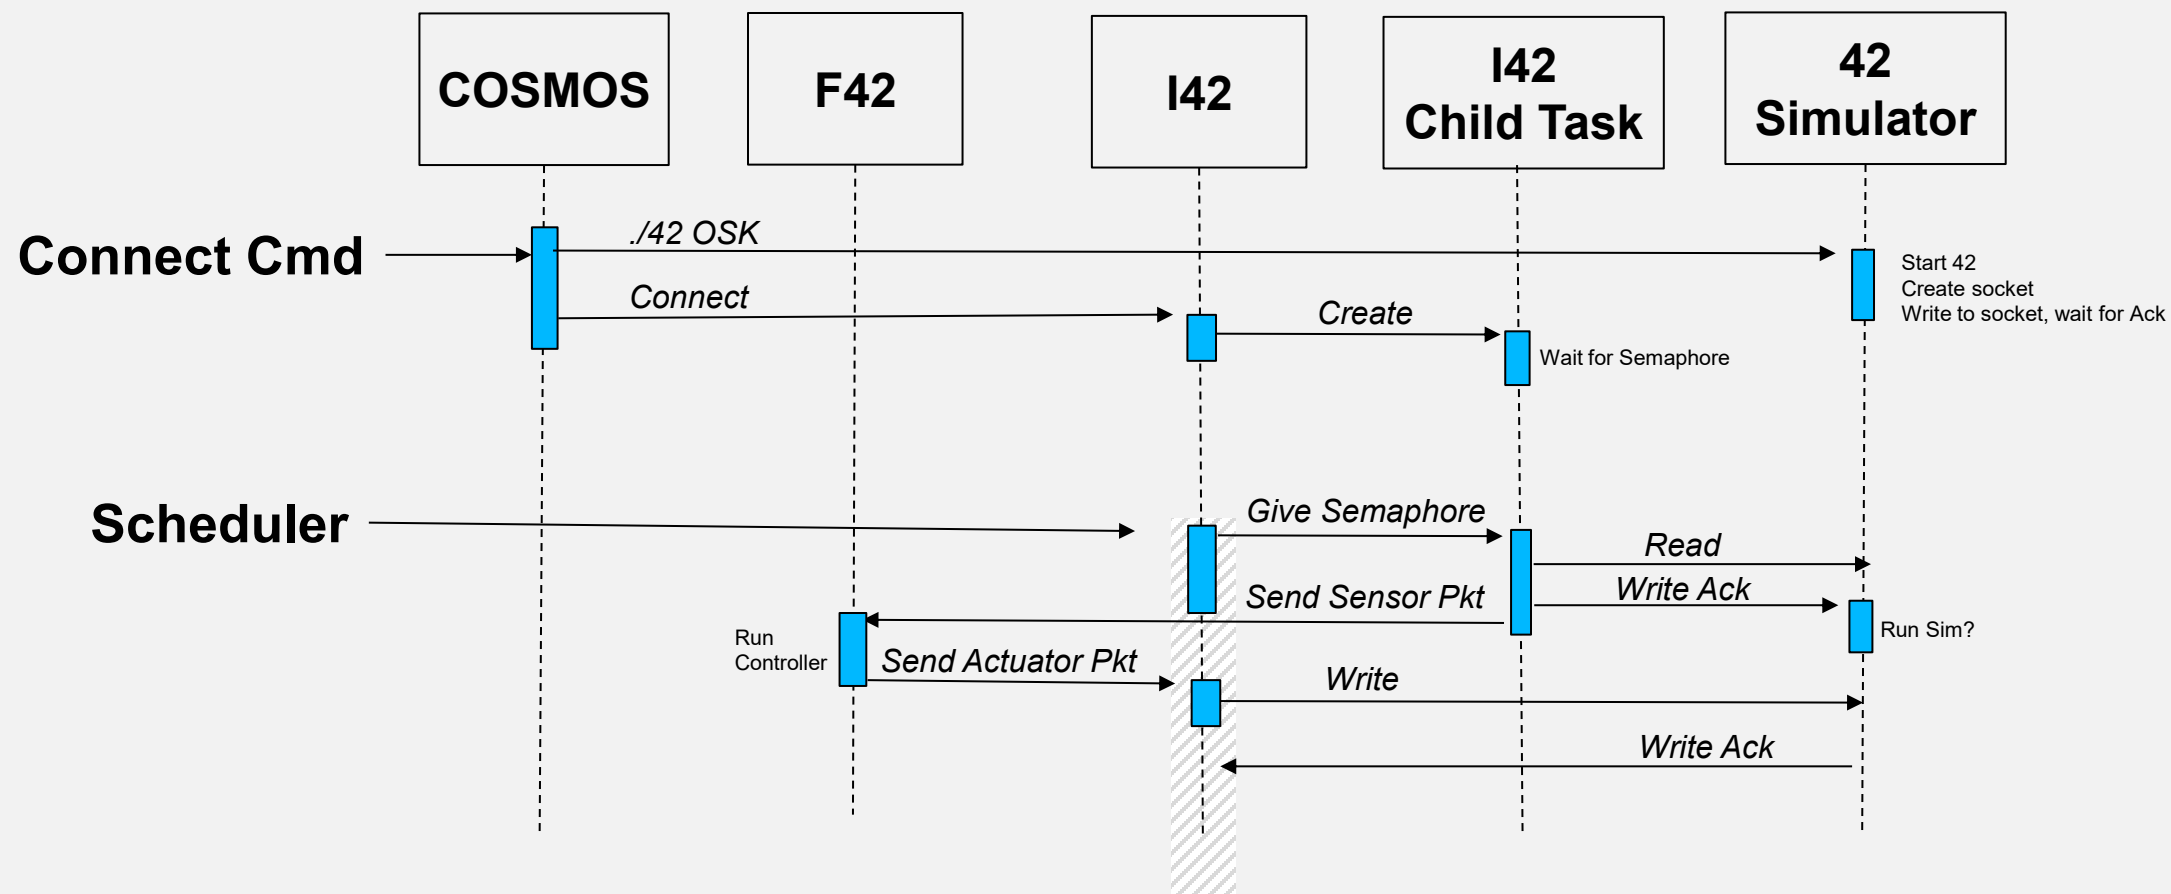 COSMOS
F42
I42
I42
Child Task
42
Simulator
Connect Cmd
./42 OSK
Start 42
Create socket
Write to socket, wait for Ack
Connect
Create
Wait for Semaphore
Scheduler
Give Semaphore
Read
Write Ack
Send Sensor Pkt
Run Sim?
Run
Controller
Send Actuator Pkt
Write
Write Ack